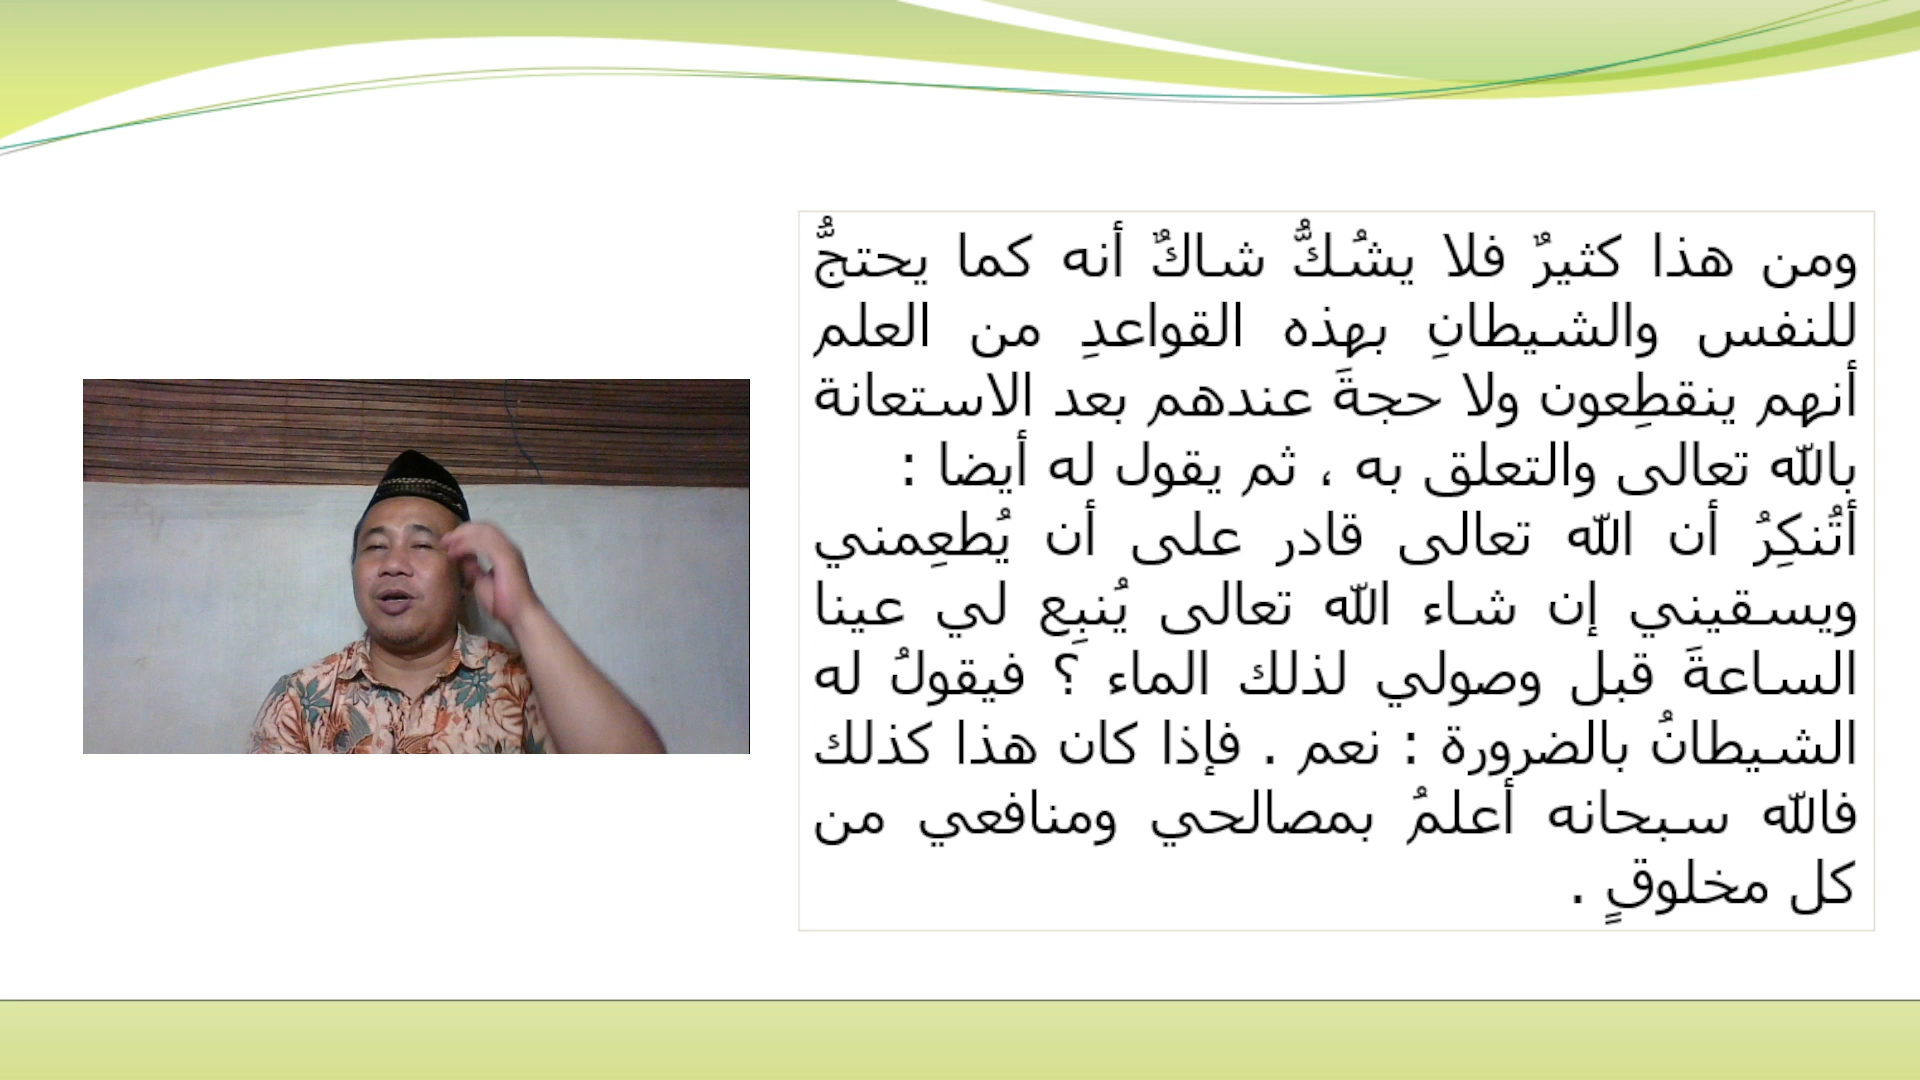 ومن هذا كثيرٌ فلا يشُكُّ شاكٌ أنه كما يحتجُّ
للنفس والشيطانِ بهذه القواعدِ من العلم
أنهم ينقطِعون ولا حجةَ عندهم بعد الاستعانة
بالله تعالى والتعلق به ، ثم يقول له أيضا :
أتُنكِرُ أن الله تعالى قادر على أن يُطعِمني
ويسقيني إن شاء الله تعالى يُنبِع لي عينا
الساعةَ قبل وصولي لذلك الماء ؟ فيقولُ له
الشيطانُ بالضرورة : نعم . فإذا كان هذا كذلك
فالله سبحانه أعلمُ بمصالحي ومنافعي من
كل مخلوقٍ .